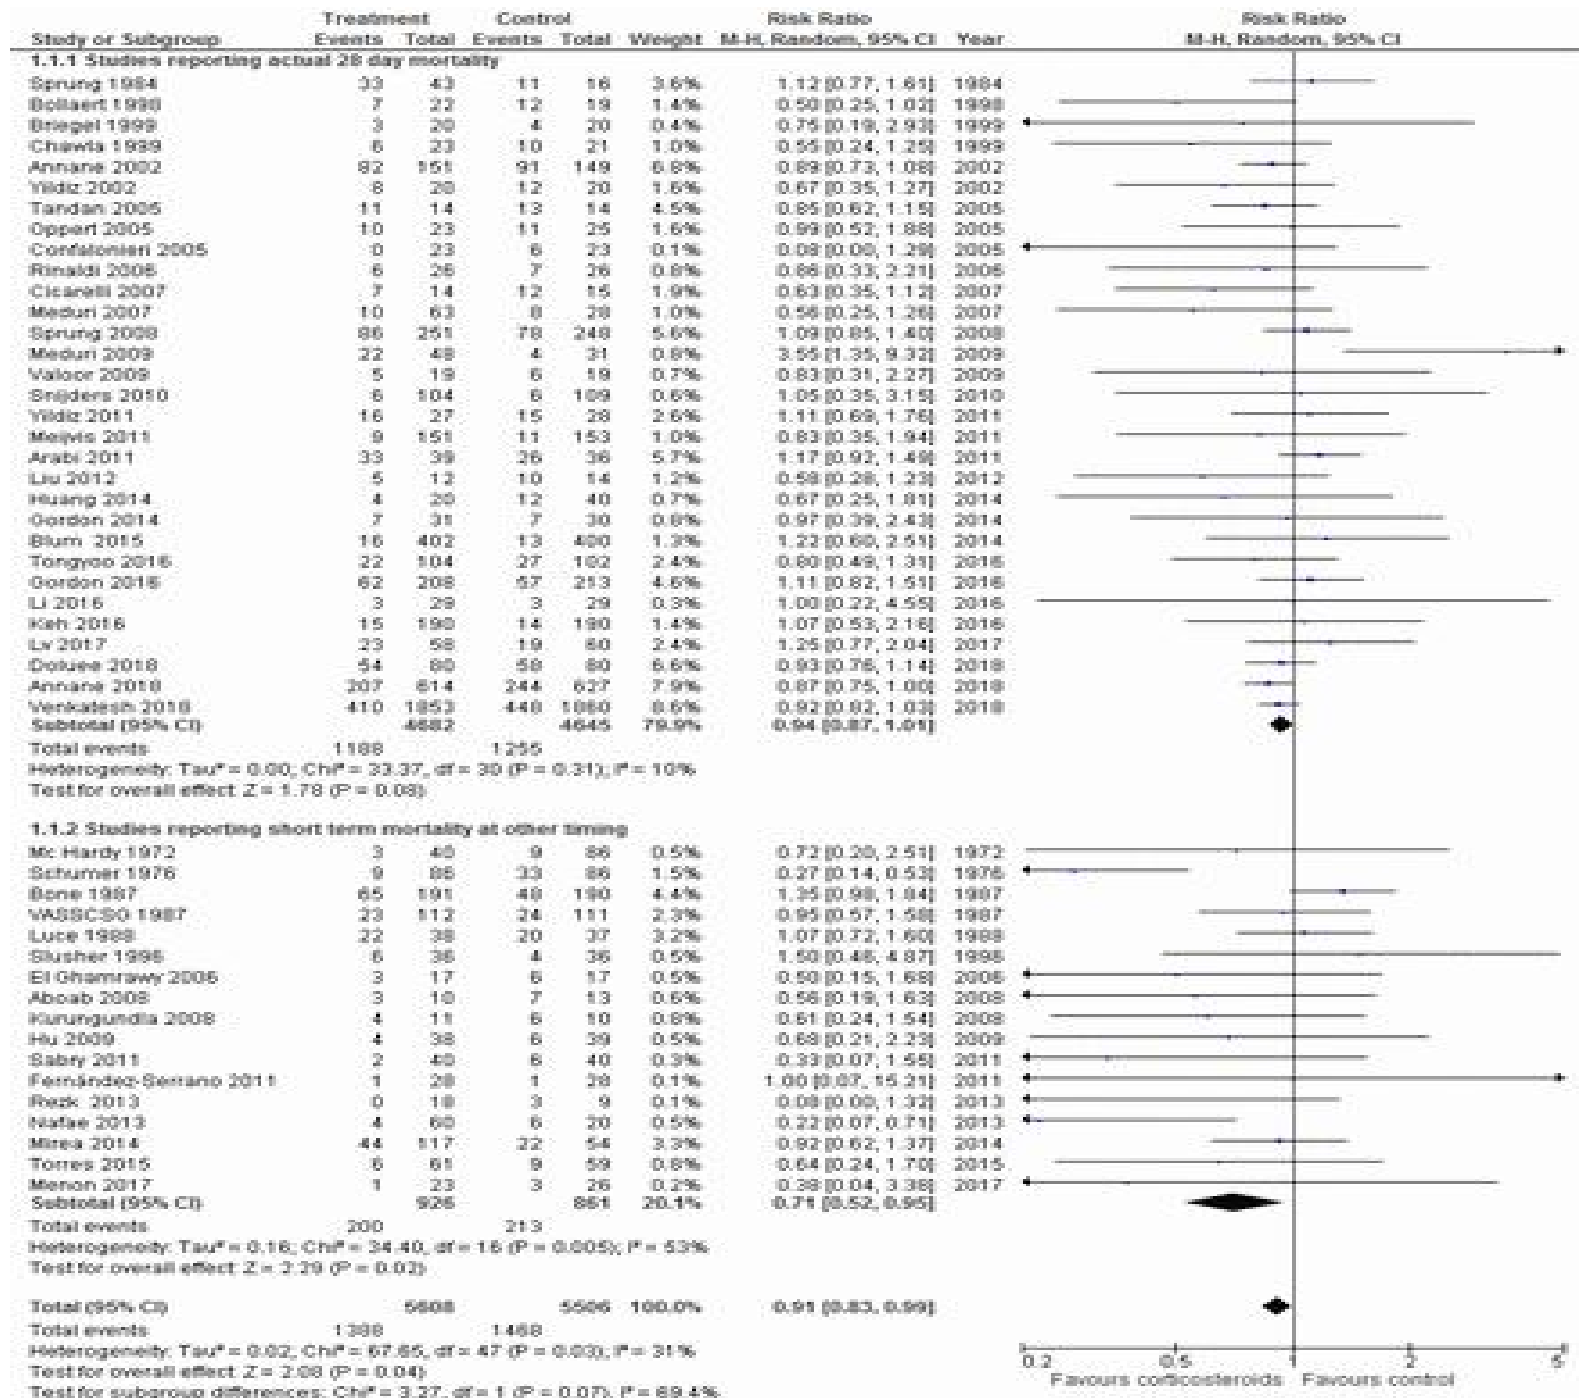 Treatment Control Risk Ratio Risk Ratio
Study or Subgroup Events Total Events Total Weight M-H, Random, 95% CI Year M-H, Random, 95% CI
1.1.1 Studies reporting actual 28 day mortality
Sprung 1984 33 43 11 16 3.6% 1.12 [0.77, 1.61] 1984
Bollaert 1998 7 22 12 19 1.4% 0.50 [0.25, 1.02] 1998
Briegel 1999 3 20 4 20 0.4% 0.75 [0.19, 2.93] 1999
Chawla 1999 6 23 10 21 1.0% 0.55 [0.24, 1.25] 1999
Annane 2002 82 151 91 149 6.8% 0.89 [0.73, 1.08] 2002
Yildiz 2002 8 20 12 20 1.6% 0.67 [0.35, 1.27] 2002
Tandan 2005 11 14 13 14 4.5% 0.85 [0.62, 1.15] 2005
Oppert 2005 10 23 11 25 1.6% 0.99 [0.52, 1.88] 2005
Confalonieri 2005 0 23 6 23 0.1% 0.08 [0.00, 1.29] 2005
Rinaldi 2006 6 26 7 26 0.8% 0.86 [0.33, 2.21] 2006
Cicarelli 2007 7 14 12 15 1.9% 0.63 [0.35, 1.12] 2007
Meduri 2007 10 63 8 28 1.0% 0.56 [0.25, 1.26] 2007
Sprung 2008 86 251 78 248 5.6% 1.09 [0.85, 1.40] 2008
Meduri 2009 22 48 4 31 0.8% 3.55 [1.35, 9.32] 2009
Valoor 2009 5 19 6 19 0.7% 0.83 [0.31, 2.27] 2009
Snijders 2010 6 104 6 109 0.6% 1.05 [0.35, 3.15] 2010
Yildiz 2011 16 27 15 28 2.6% 1.11 [0.69, 1.76] 2011
Meijvis 2011 9 151 11 153 1.0% 0.83 [0.35, 1.94] 2011
Arabi 2011 33 39 26 36 5.7% 1.17 [0.92, 1.49] 2011
Liu 2012 5 12 10 14 1.2% 0.58 [0.28, 1.23] 2012
Huang 2014 4 20 12 40 0.7% 0.67 [0.25, 1.81] 2014
Gordon 2014 7 31 7 30 0.8% 0.97 [0.39, 2.43] 2014
Blum 2015 16 402 13 400 1.3% 1.22 [0.60, 2.51] 2014
Tongyoo 2016 22 104 27 102 2.4% 0.80 [0.49, 1.31] 2016
Gordon 2016 62 208 57 213 4.6% 1.11 [0.82, 1.51] 2016
Li 2016 3 29 3 29 0.3% 1.00 [0.22, 4.55] 2016
Keh 2016 15 190 14 190 1.4% 1.07 [0.53, 2.16] 2016
Lv 2017 23 58 19 60 2.4% 1.25 [0.77, 2.04] 2017
Doluee 2018 54 80 58 80 6.6% 0.93 [0.76, 1.14] 2018
Annane 2018 207 614 244 627 7.9% 0.87 [0.75, 1.00] 2018
Venkatesh 2018 410 1853 448 1860 8.6% 0.92 [0.82, 1.03] 2018
Subtotal (95% CI) 4682 4645 79.9% 0.94 [0.87, 1.01]
Total events 1188 1255
Heterogeneity: Tau² = 0.00; Chi² = 33.37, df = 30 (P = 0.31); I² = 10%
Test for overall effect: Z = 1.78 (P = 0.08)
1.1.2 Studies reporting short term mortality at other timing
Mc Hardy 1972 3 40 9 86 0.5% 0.72 [0.20, 2.51] 1972
Schumer 1976 9 86 33 86 1.5% 0.27 [0.14, 0.53] 1976
Bone 1987 65 191 48 190 4.4% 1.35 [0.98, 1.84] 1987
VASSCSG 1987 23 112 24 111 2.3% 0.95 [0.57, 1.58] 1987
Luce 1988 22 38 20 37 3.2% 1.07 [0.72, 1.60] 1988
Slusher 1996 6 36 4 36 0.5% 1.50 [0.46, 4.87] 1996
El Ghamrawy 2006 3 17 6 17 0.5% 0.50 [0.15, 1.68] 2006
Aboab 2008 3 10 7 13 0.6% 0.56 [0.19, 1.63] 2008
Kurungundla 2008 4 11 6 10 0.8% 0.61 [0.24, 1.54] 2008
Hu 2009 4 38 6 39 0.5% 0.68 [0.21, 2.23] 2009
Sabry 2011 2 40 6 40 0.3% 0.33 [0.07, 1.55] 2011
Fernández-Serrano 2011 1 28 1 28 0.1% 1.00 [0.07, 15.21] 2011
Rezk 2013 0 18 3 9 0.1% 0.08 [0.00, 1.32] 2013
Nafae 2013 4 60 6 20 0.5% 0.22 [0.07, 0.71] 2013
Mirea 2014 44 117 22 54 3.3% 0.92 [0.62, 1.37] 2014
Torres 2015 6 61 9 59 0.8% 0.64 [0.24, 1.70] 2015
Menon 2017 1 23 3 26 0.2% 0.38 [0.04, 3.38] 2017
Subtotal (95% CI) 926 861 20.1% 0.71 [0.52, 0.95]
Total events 200 213
Heterogeneity: Tau² = 0.16; Chi² = 34.40, df = 16 (P = 0.005); I² = 53%
Test for overall effect: Z = 2.29 (P = 0.02)
Total (95% CI) 5608 5506 100.0% 0.91 [0.83, 0.99]
Total events 1388 1468
Heterogeneity: Tau² = 0.02; Chi² = 67.65, df = 47 (P = 0.03); I² = 31%
Test for overall effect: Z = 2.08 (P = 0.04)
Test for subgroup differences: Chi² = 3.27, df = 1 (P = 0.07), I² = 69.4%
0.2 0.5 1 2 5
Favours corticosteroids Favours control